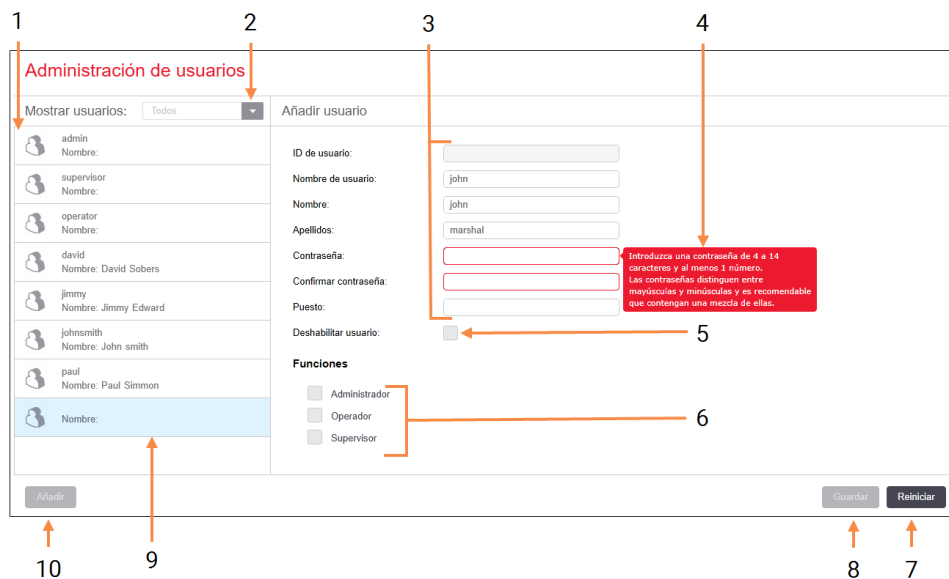 1
2
3
4
Administración de usuarios
Mostrar usuarios:
Todos
Añadir usuario
admin
Nombre:
supervisor
Nombre:
operator
Nombre:
david
Nombre: David Sobers
jimmy
Nombre: Jimmy Edward
johnsmith
Nombre: John smith
paul
Nombre: Paul Simmon
Nombre:
ID de usuario:
Nombre de usuario:
john
Nombre:
john
Apellidos:
marshal
Contraseña:
Confirmar contraseña:
Puesto:
Deshabilitar usuario:
Introduzca una contraseña de 4 a 14
caracteres y al menos 1 número.
Las contraseñas distinguen entre
mayúsculas y minúsculas y es recomendable
que contengan una mezcla de ellas.
5
Funciones
Administrador
Operador
Supervisor
6
Añadir
Guardar
Reiniciar
10
9
8
7